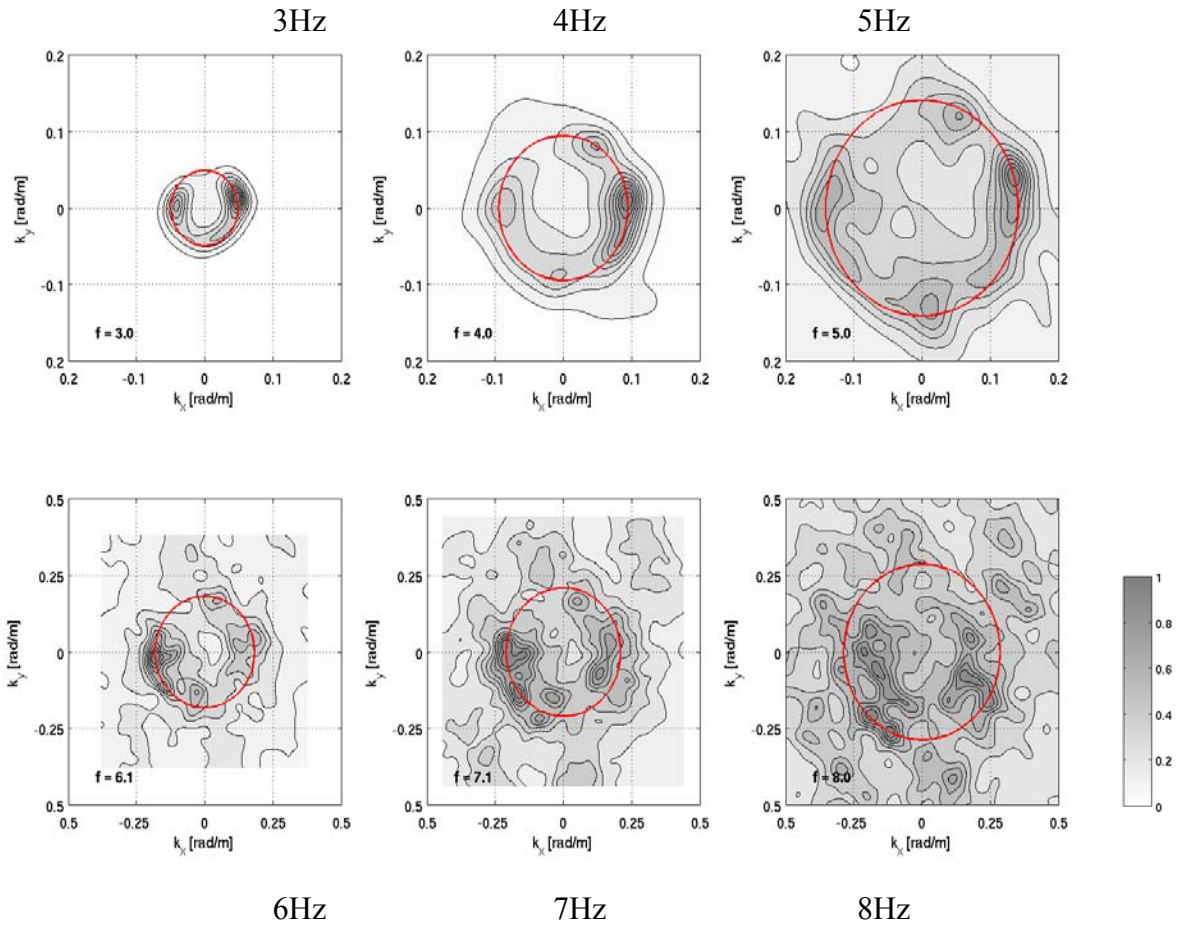 3Hz 4Hz 5Hz
0.2 0.2 0.2
0.1 0.1 0.1
k_y [rad/m] 0 k_y [rad/m] 0 k_y [rad/m] 0
-0.1 -0.1 -0.1
f = 3.0 f = 4.0 f = 5.0
0.2 0.2 0.2
0.2 -0.1 0 0.1 0.2 0.2 -0.1 0 0.1 0.2 0.2 -0.1 0 0.1 0.2
k_x [rad/m] k_x [rad/m] k_x [rad/m]
0.5 0.5 0.5
0.25 0.25 0.25
1
0.8
k_y [rad/m] 0 k_y [rad/m] 0 k_y [rad/m] 0
0.6
0.4
-0.25 -0.25 -0.25
0.2
f = 6.1 f = 7.1 f = 8.0
0.5 0.5 0.5 0
0.5 -0.25 0 0.25 0.5 0.5 -0.25 0 0.25 0.5 0.5 -0.25 0 0.25 0.5
k_x [rad/m] k_x [rad/m] k_x [rad/m]
6Hz 7Hz 8Hz